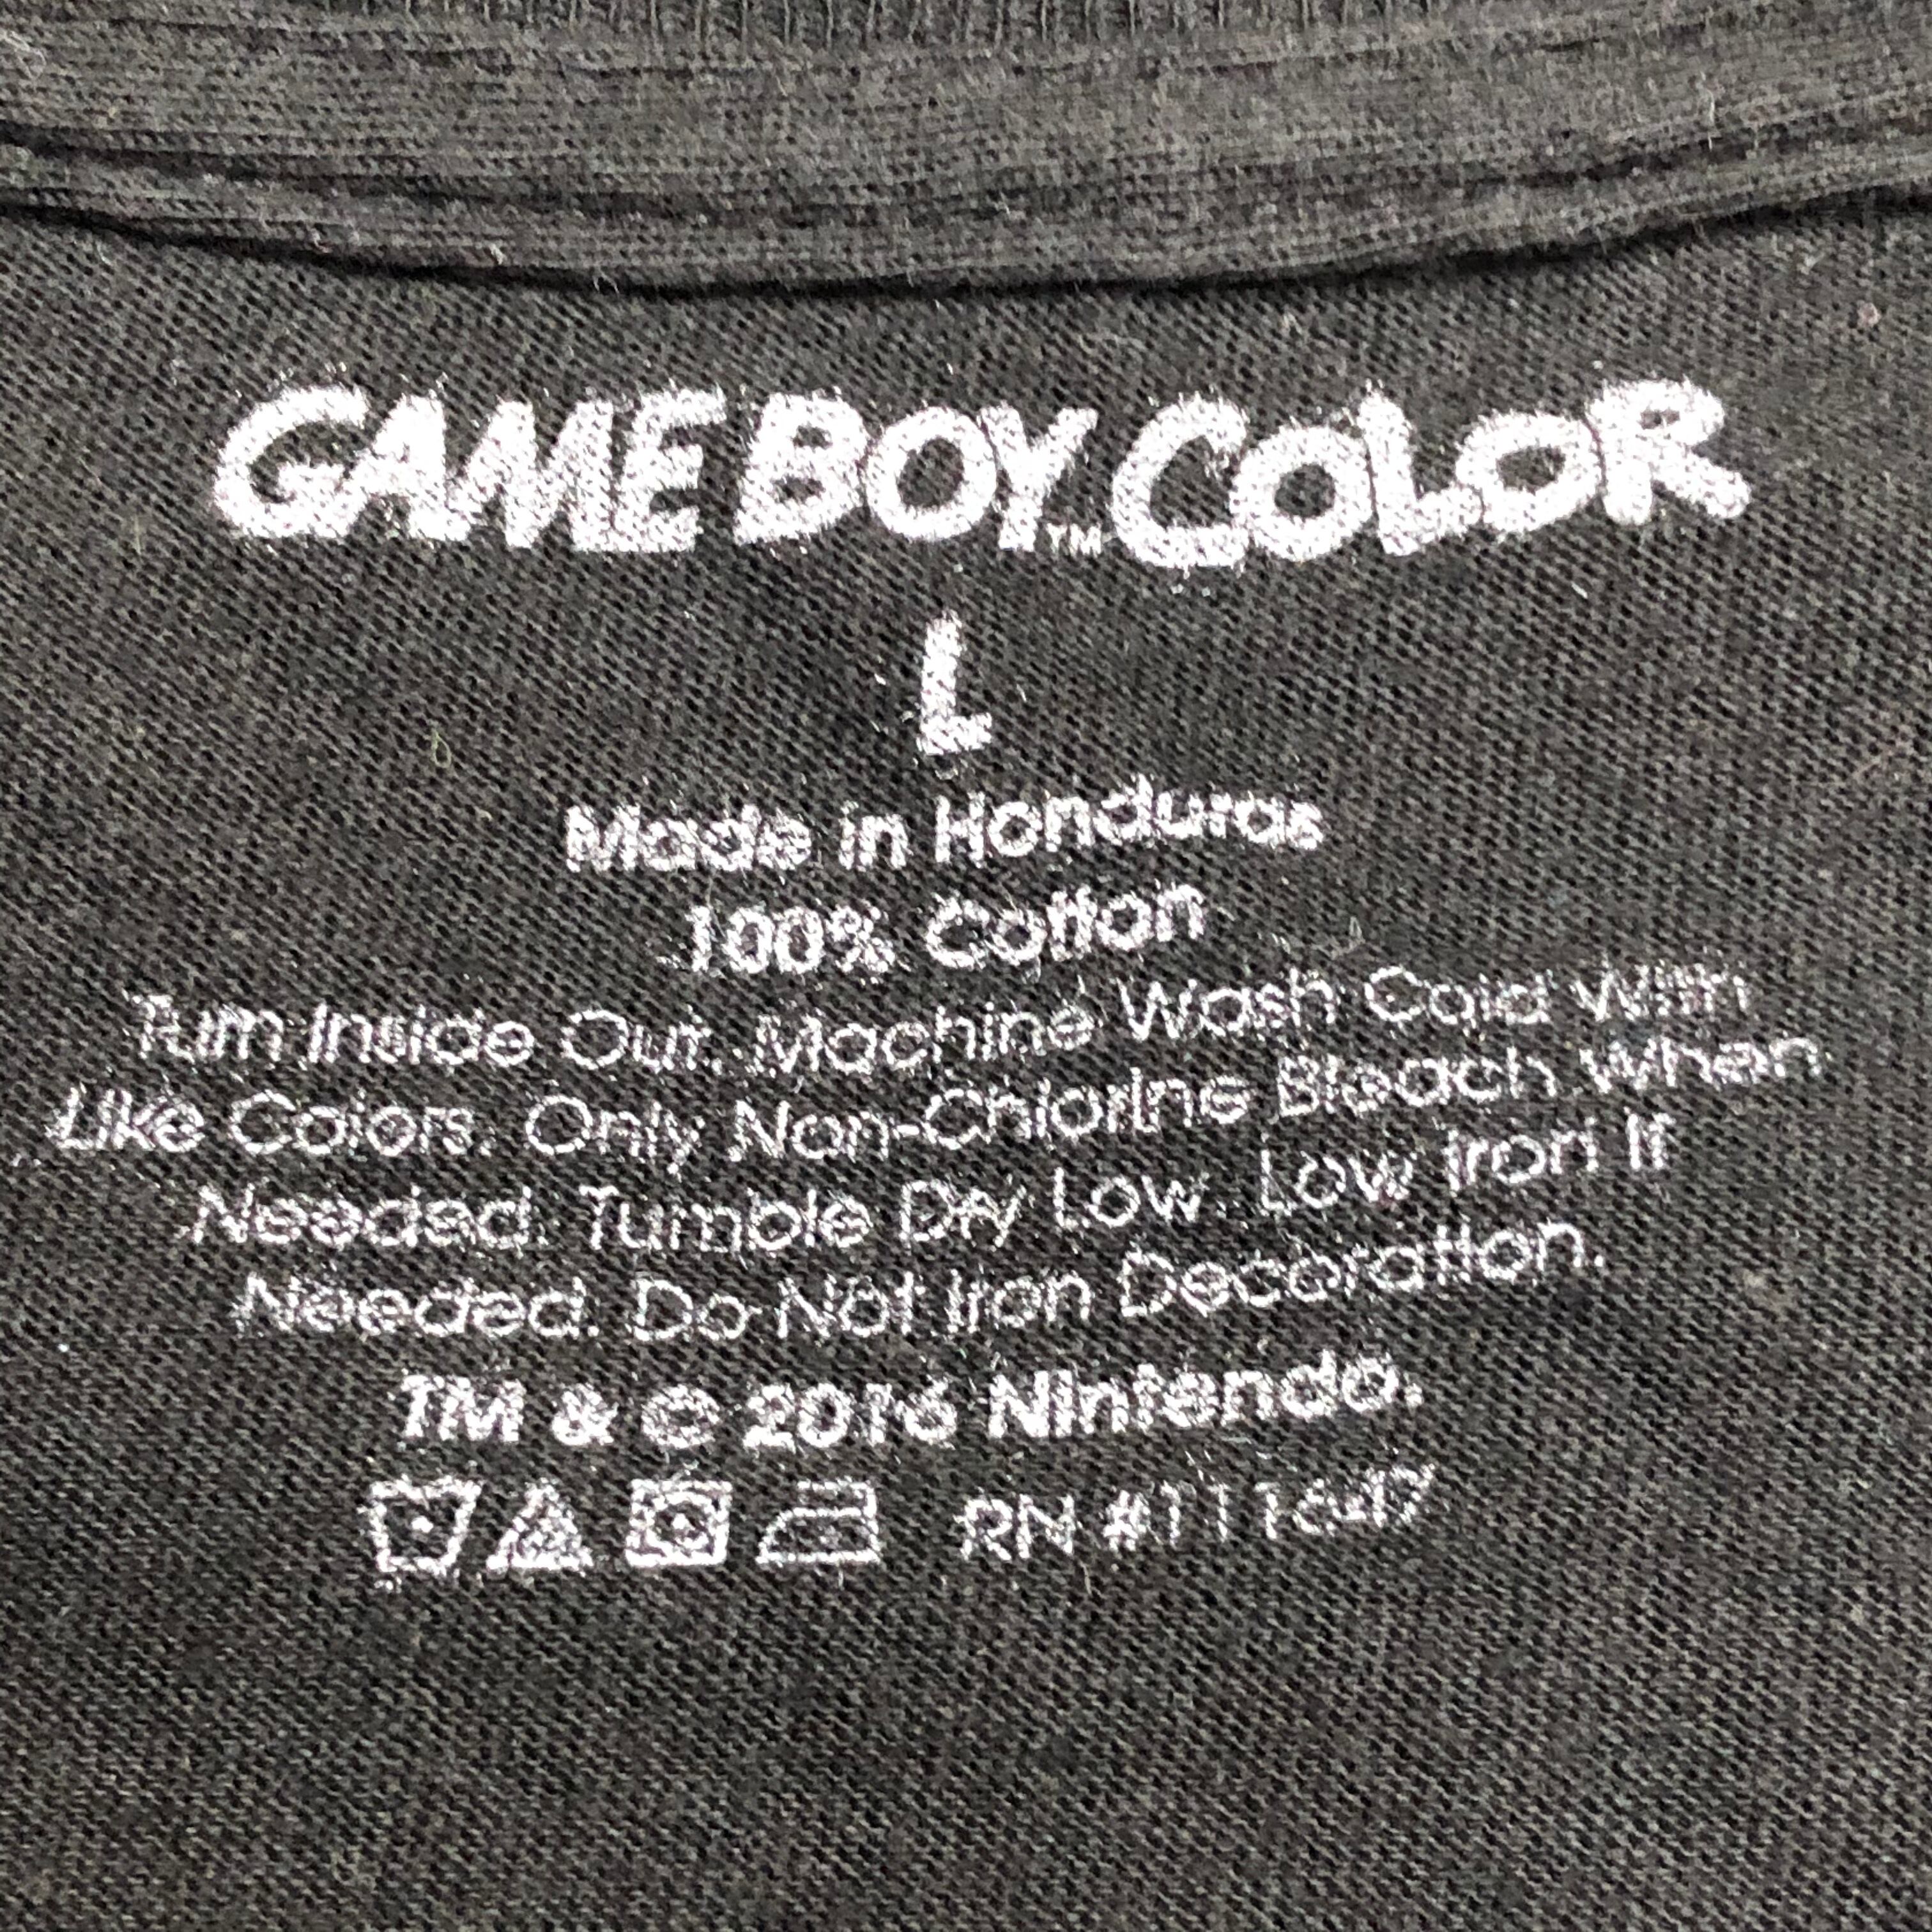 GAME BOY™ COLOR
L
Made in Honduras
100% Cotton
Turn Inside Out. Machine Wash Cold With
Like Colors. Only Non-Chlorine Bleach When
Needed. Tumble Dry Low. Low Iron If
Needed. Do Not Iron Decoration.
TM & © 2016 Nintendo.
RN #111647